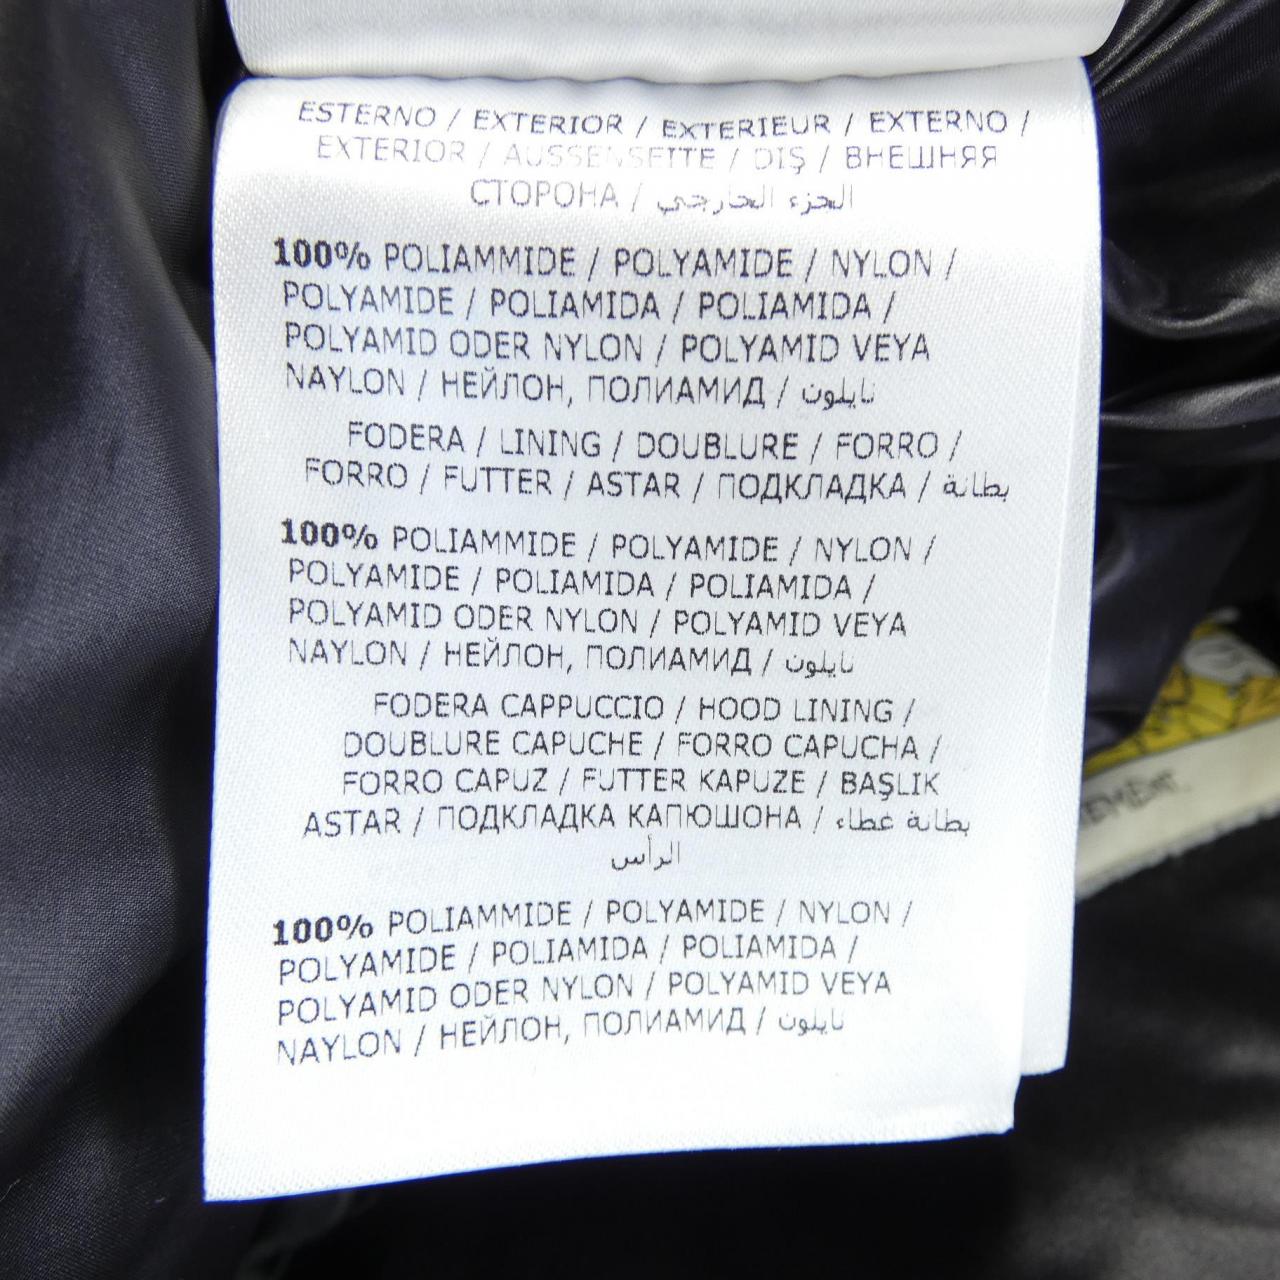 ESTERNO / EXTERIOR / EXTERIEUR / EXTERNO /
EXTERIOR / AUSSENSEITE / DIŞ / ВНЕШНЯЯ
СТОРОНА / الجزء الخارجي
100% POLIAMMIDE / POLYAMIDE / NYLON /
POLYAMIDE / POLIAMIDA / POLIAMIDA /
POLYAMID ODER NYLON / POLYAMID VEYA
NAYLON / НЕЙЛОН, ПОЛИАМИД / نايلون
FODERA / LINING / DOUBLURE / FORRO /
FORRO / FUTTER / ASTAR / ПОДКЛАДКА / بطانة
100% POLIAMMIDE / POLYAMIDE / NYLON /
POLYAMIDE / POLIAMIDA / POLIAMIDA /
POLYAMID ODER NYLON / POLYAMID VEYA
NAYLON / НЕЙЛОН, ПОЛИАМИД / نايلون
FODERA CAPPUCCIO / HOOD LINING /
DOUBLURE CAPUCHE / FORRO CAPUCHA /
FORRO CAPUZ / FUTTER KAPUZE / BAŞLIK
ASTAR / ПОДКЛАДКА КАПЮШОНА / بطانة غطاء
الرأس
100% POLIAMMIDE / POLYAMIDE / NYLON /
POLYAMIDE / POLIAMIDA / POLIAMIDA /
POLYAMID ODER NYLON / POLYAMID VEYA
NAYLON / НЕЙЛОН, ПОЛИАМИД / نايلون